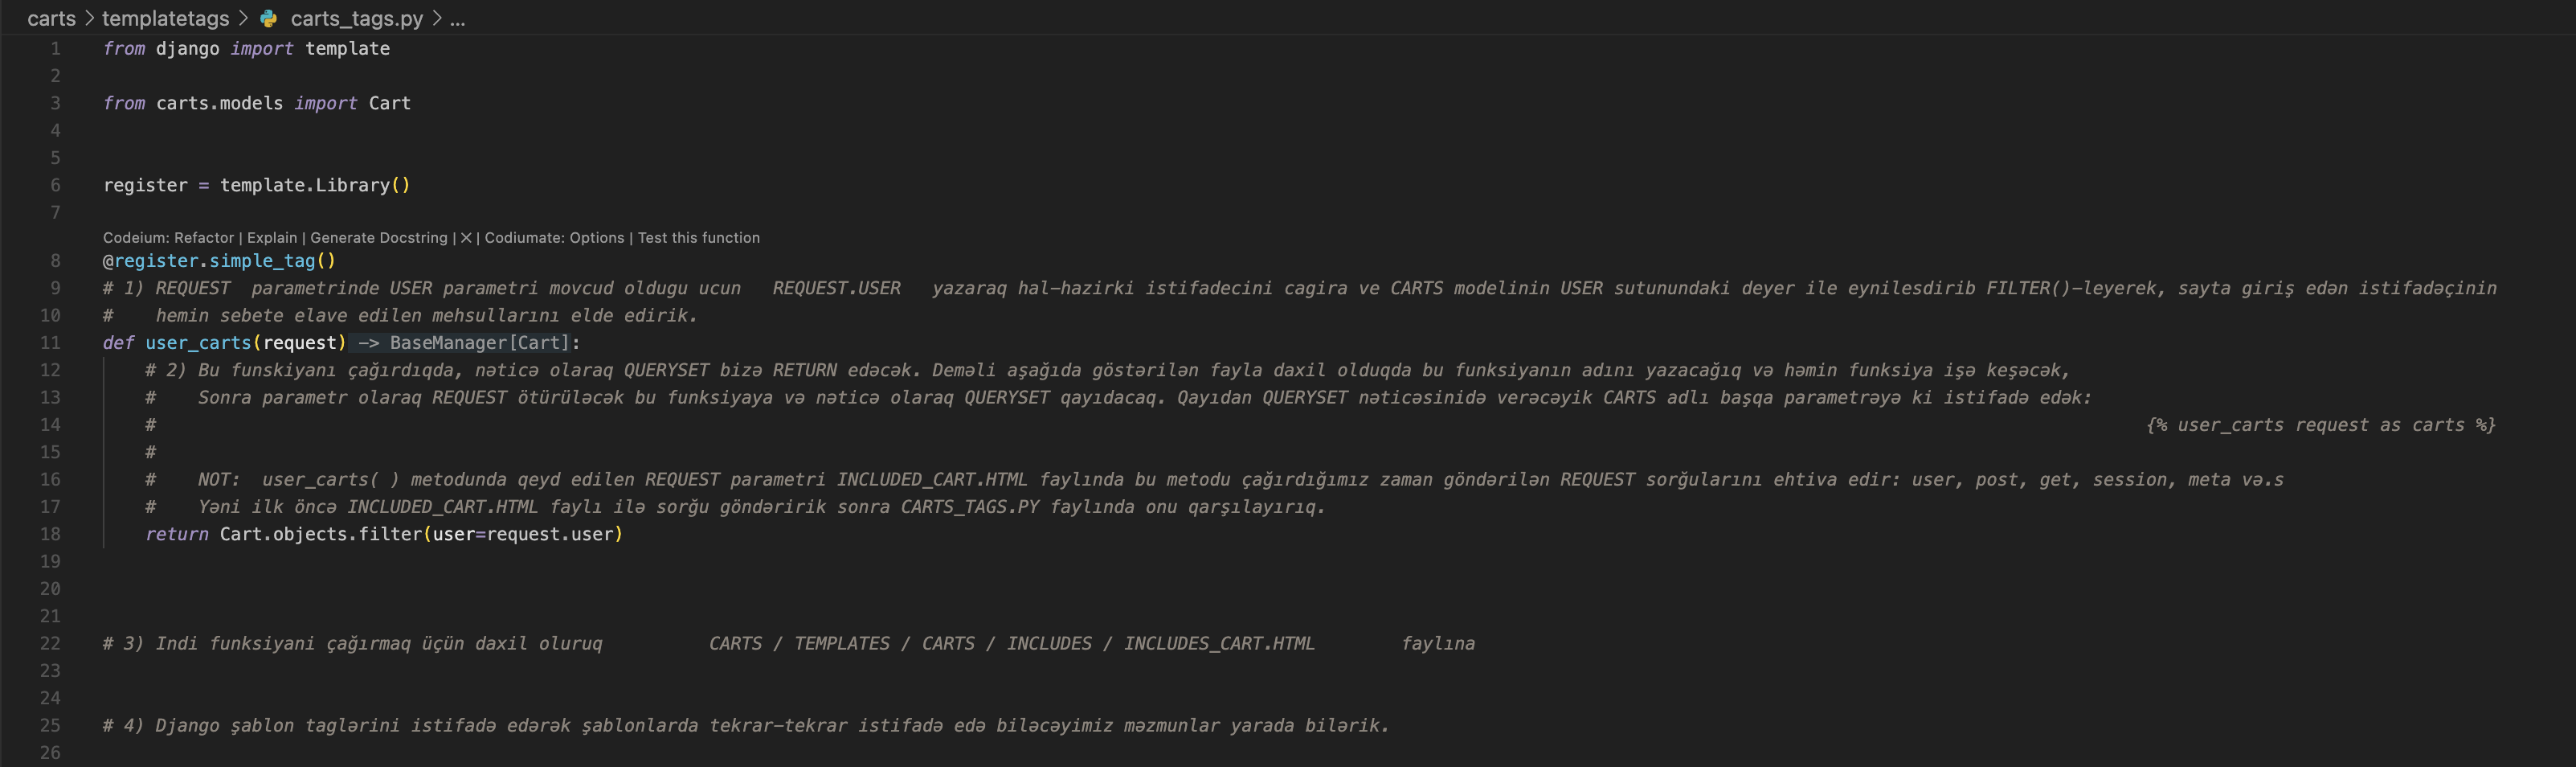 carts > templatetags > carts_tags.py > ...
1 from django import template
2
3 from carts.models import Cart
4
5
6 register = template.Library()
7
Codeium: Refactor | Explain | Generate Docstring | X | Codiumate: Options | Test this function
8 @register.simple_tag()
9 # 1) REQUEST  parametrinde USER parametri movcud oldugu ucun   REQUEST.USER   yazaraq hal-hazirki istifadecini cagira ve CARTS modelinin USER sutunundaki deyer ile eynilesdirib FILTER()-leyerek, sayta giriş edən istifadəçinin
10 #    hemin sebete elave edilen mehsullarını elde edirik.
11 def user_carts(request) -> BaseManager[Cart]:
12     # 2) Bu funskiyanı çağırdıqda, nəticə olaraq QUERYSET bizə RETURN edəcək. Deməli aşağıda göstərilən fayla daxil olduqda bu funksiyanın adını yazacağıq və həmin funksiya işə keşəcək,
13     #    Sonra parametr olaraq REQUEST ötürüləcək bu funksiyaya və nəticə olaraq QUERYSET qayıdacaq. Qayıdan QUERYSET nəticəsinidə verəcəyik CARTS adlı başqa parametrəyə ki istifadə edək:
14     #    {% user_carts request as carts %}
15     #
16     #    NOT:  user_carts( ) metodunda qeyd edilen REQUEST parametri INCLUDED_CART.HTML faylında bu metodu çağırdığımız zaman göndərilən REQUEST sorğularını ehtiva edir: user, post, get, session, meta və.s
17     #    Yəni ilk öncə INCLUDED_CART.HTML faylı ilə sorğu göndəririk sonra CARTS_TAGS.PY faylında onu qarşılayırıq.
18     return Cart.objects.filter(user=request.user)
19
20
21
22 # 3) Indi funksiyani çağırmaq üçün daxil oluruq          CARTS / TEMPLATES / CARTS / INCLUDES / INCLUDES_CART.HTML        faylına
23
24
25 # 4) Django şablon taglərini istifadə edərək şablonlarda tekrar-tekrar istifadə edə biləcəyimiz məzmunlar yarada bilərik.
26